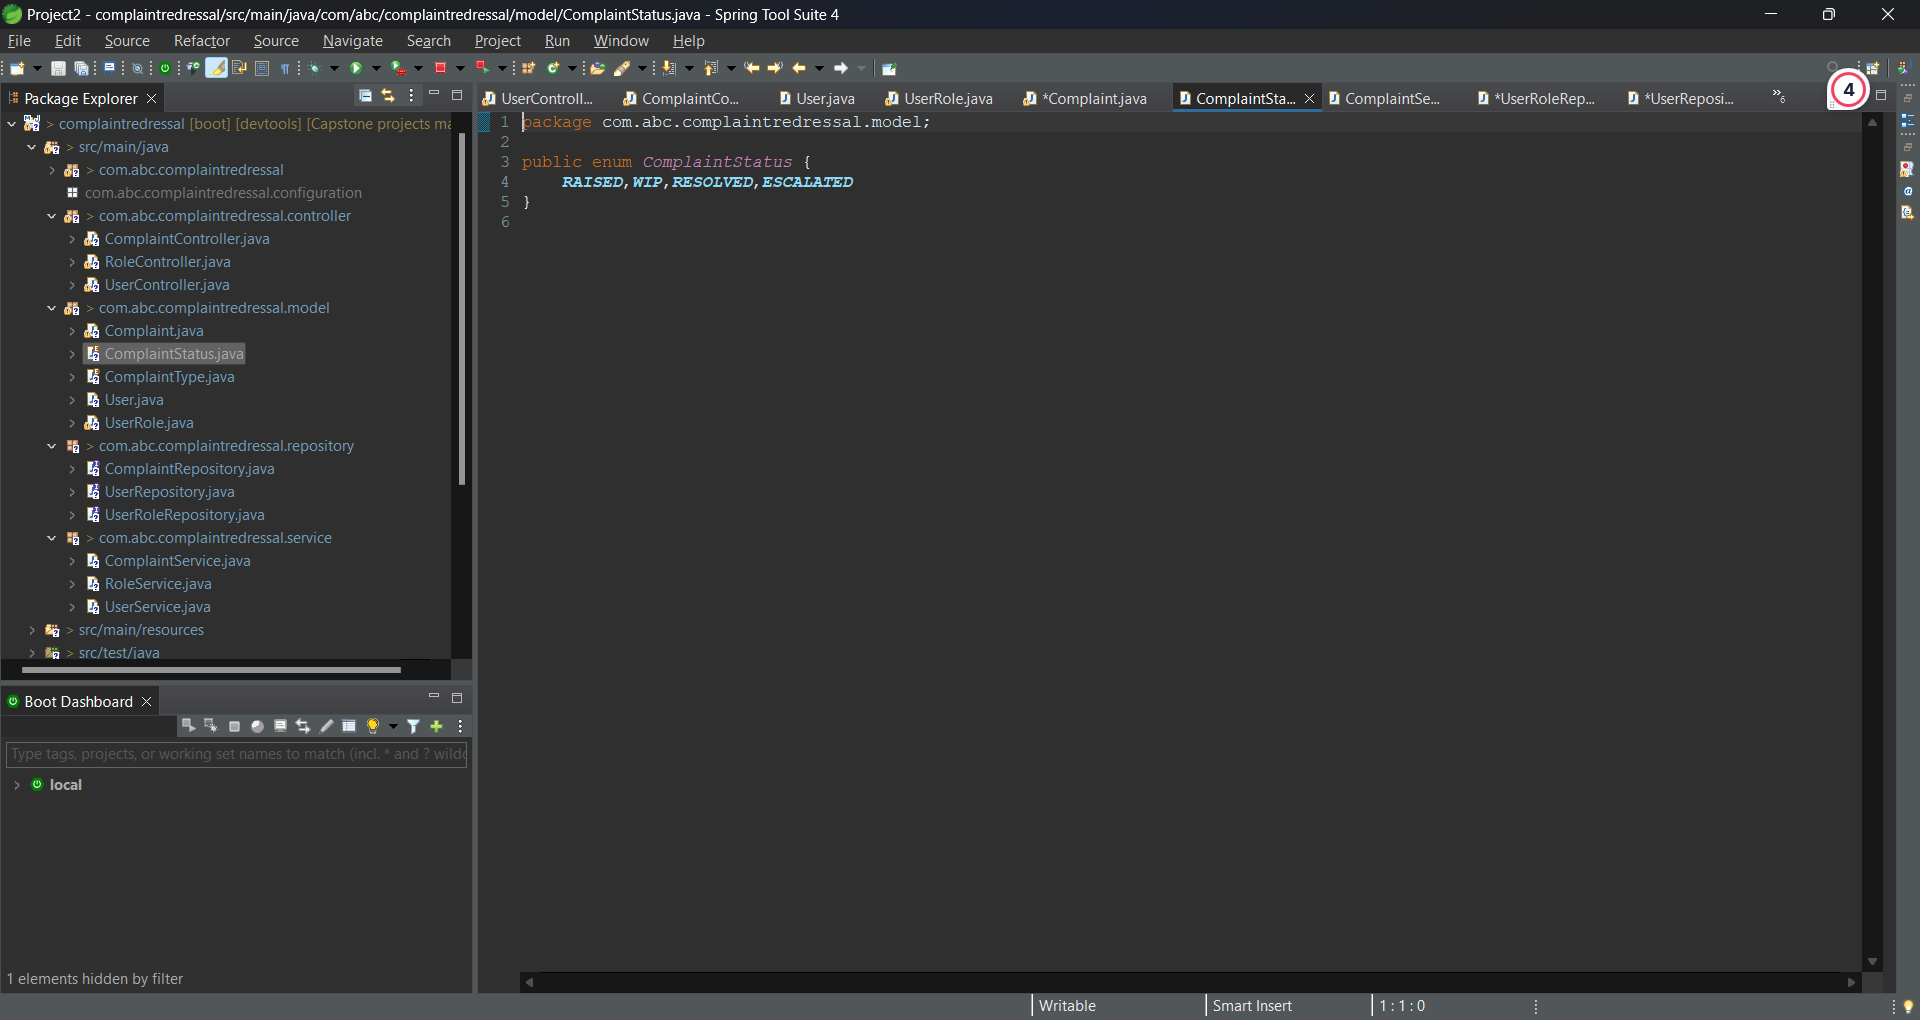 Project2 - complaintredressal/src/main/java/com/abc/complaintredressal/model/ComplaintStatus.java - Spring Tool Suite 4
File Edit Source Refactor Source Navigate Search Project Run Window Help
Package Explorer
UserControll... ComplaintCo... User.java UserRole.java *Complaint.java ComplaintSta... ComplaintSe... *UserRoleRep... *UserReposi... »6
4
> complaintredressal [boot] [devtools] [Capstone projects ma
> src/main/java
> com.abc.complaintredressal
com.abc.complaintredressal.configuration
> com.abc.complaintredressal.controller
ComplaintController.java
RoleController.java
UserController.java
> com.abc.complaintredressal.model
Complaint.java
ComplaintStatus.java
ComplaintType.java
User.java
UserRole.java
> com.abc.complaintredressal.repository
ComplaintRepository.java
UserRepository.java
UserRoleRepository.java
> com.abc.complaintredressal.service
ComplaintService.java
RoleService.java
UserService.java
> src/main/resources
> src/test/java
1 package com.abc.complaintredressal.model;
2
3 public enum ComplaintStatus {
4 RAISED,WIP,RESOLVED,ESCALATED
5 }
6
Boot Dashboard
Type tags, projects, or working set names to match (incl. * and ? wildc
local
1 elements hidden by filter
Writable Smart Insert 1 : 1 : 0